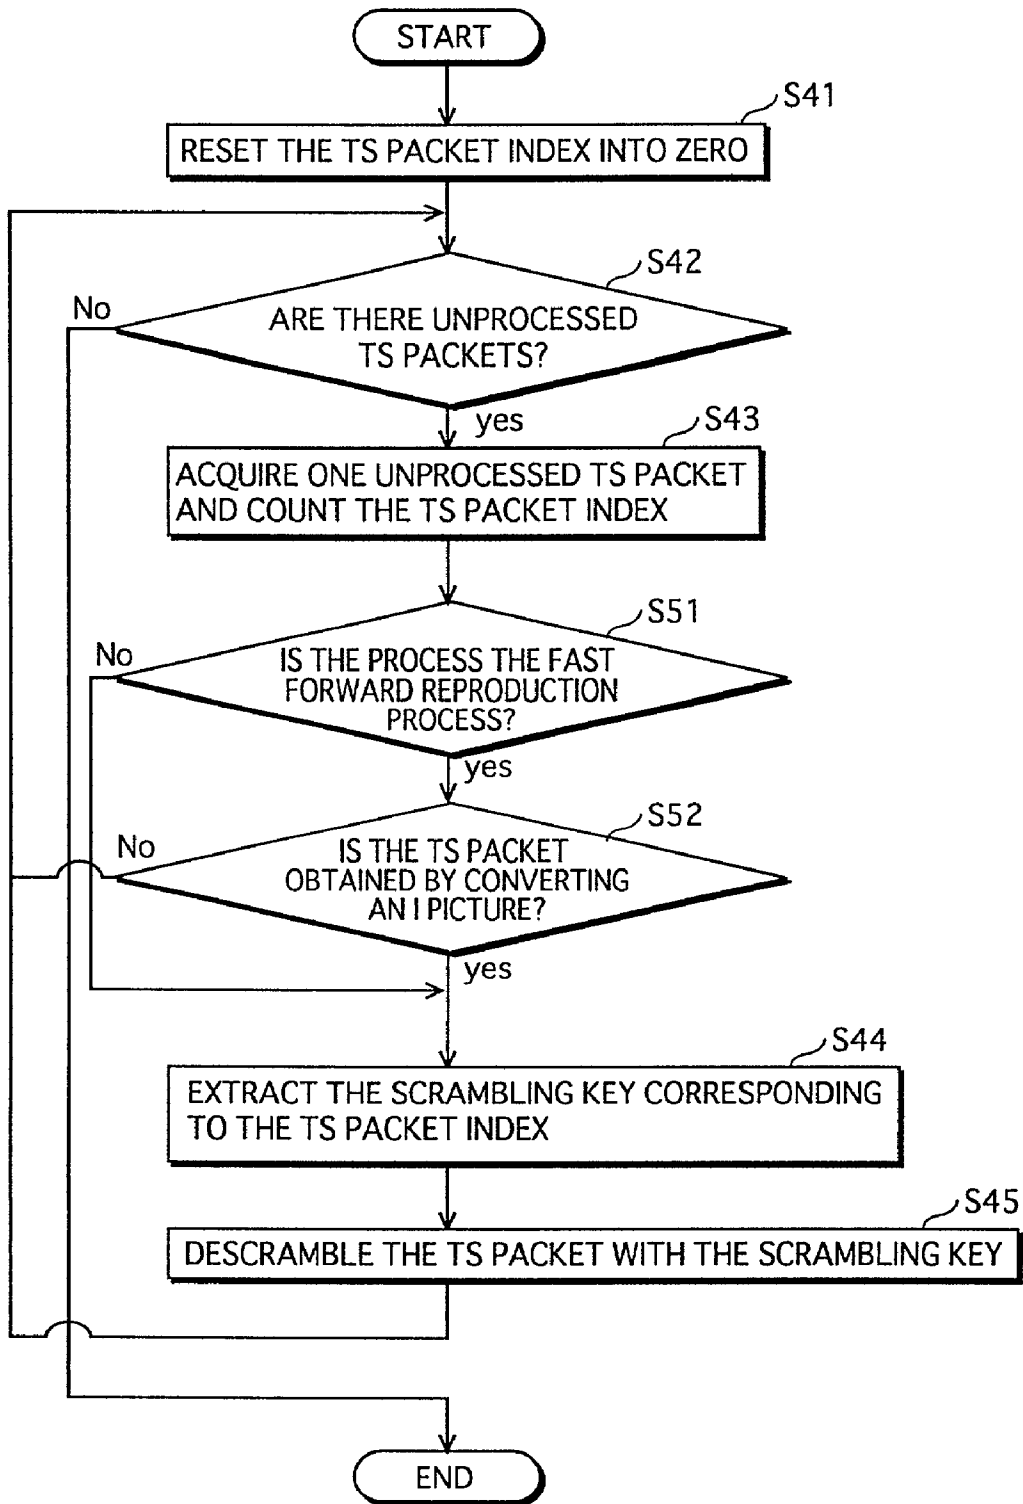 START
S41
RESET THE TS PACKET INDEX INTO ZERO
S42
No
ARE THERE UNPROCESSED
TS PACKETS?
yes
S43
ACQUIRE ONE UNPROCESSED TS PACKET
AND COUNT THE TS PACKET INDEX
S51
No
IS THE PROCESS THE FAST
FORWARD REPRODUCTION
PROCESS?
yes
S52
No
IS THE TS PACKET
OBTAINED BY CONVERTING
AN I PICTURE?
yes
S44
EXTRACT THE SCRAMBLING KEY CORRESPONDING
TO THE TS PACKET INDEX
S45
DESCRAMBLE THE TS PACKET WITH THE SCRAMBLING KEY
END